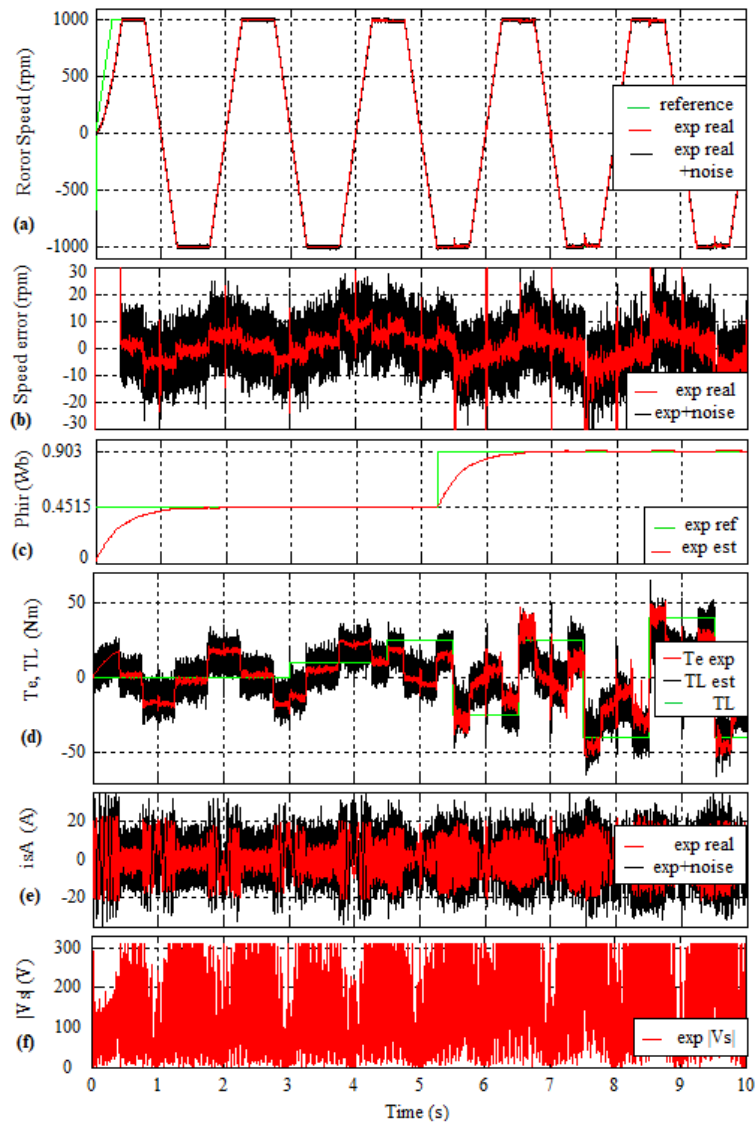 1000
500
0
-500
-1000
Roror Speed (rpm)
(a)
reference
exp real
exp real
+noise
30
20
10
0
-10
-20
-30
Speed error (rpm)
(b)
exp real
exp+noise
0.903
0.4515
0
Phir (Wb)
(c)
exp ref
exp est
50
0
-50
Te, TL (Nm)
(d)
Te exp
TL est
TL
20
0
-20
isA (A)
(e)
exp real
exp+noise
300
200
100
0
|Vs| (V)
(f)
exp |Vs|
0 1 2 3 4 5 6 7 8 9 10
Time (s)